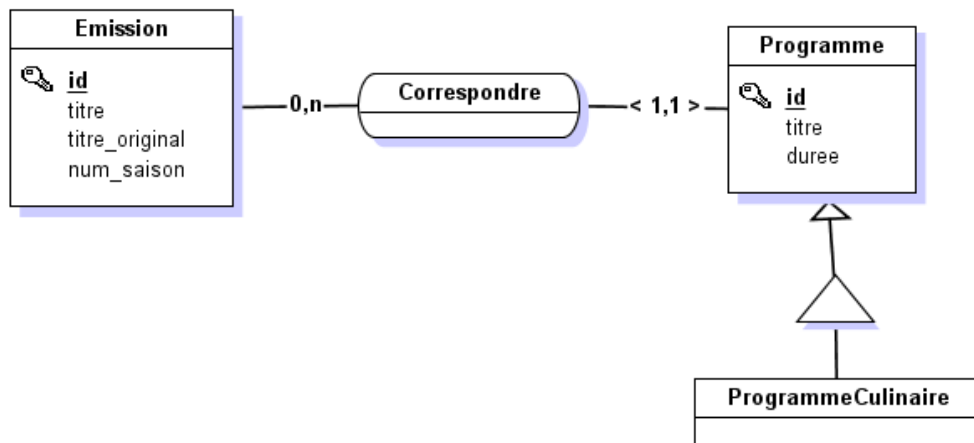 Emission
id
titre
titre_original
num_saison
0,n
Correspondre
< 1,1 >
Programme
id
titre
duree
ProgrammeCulinaire